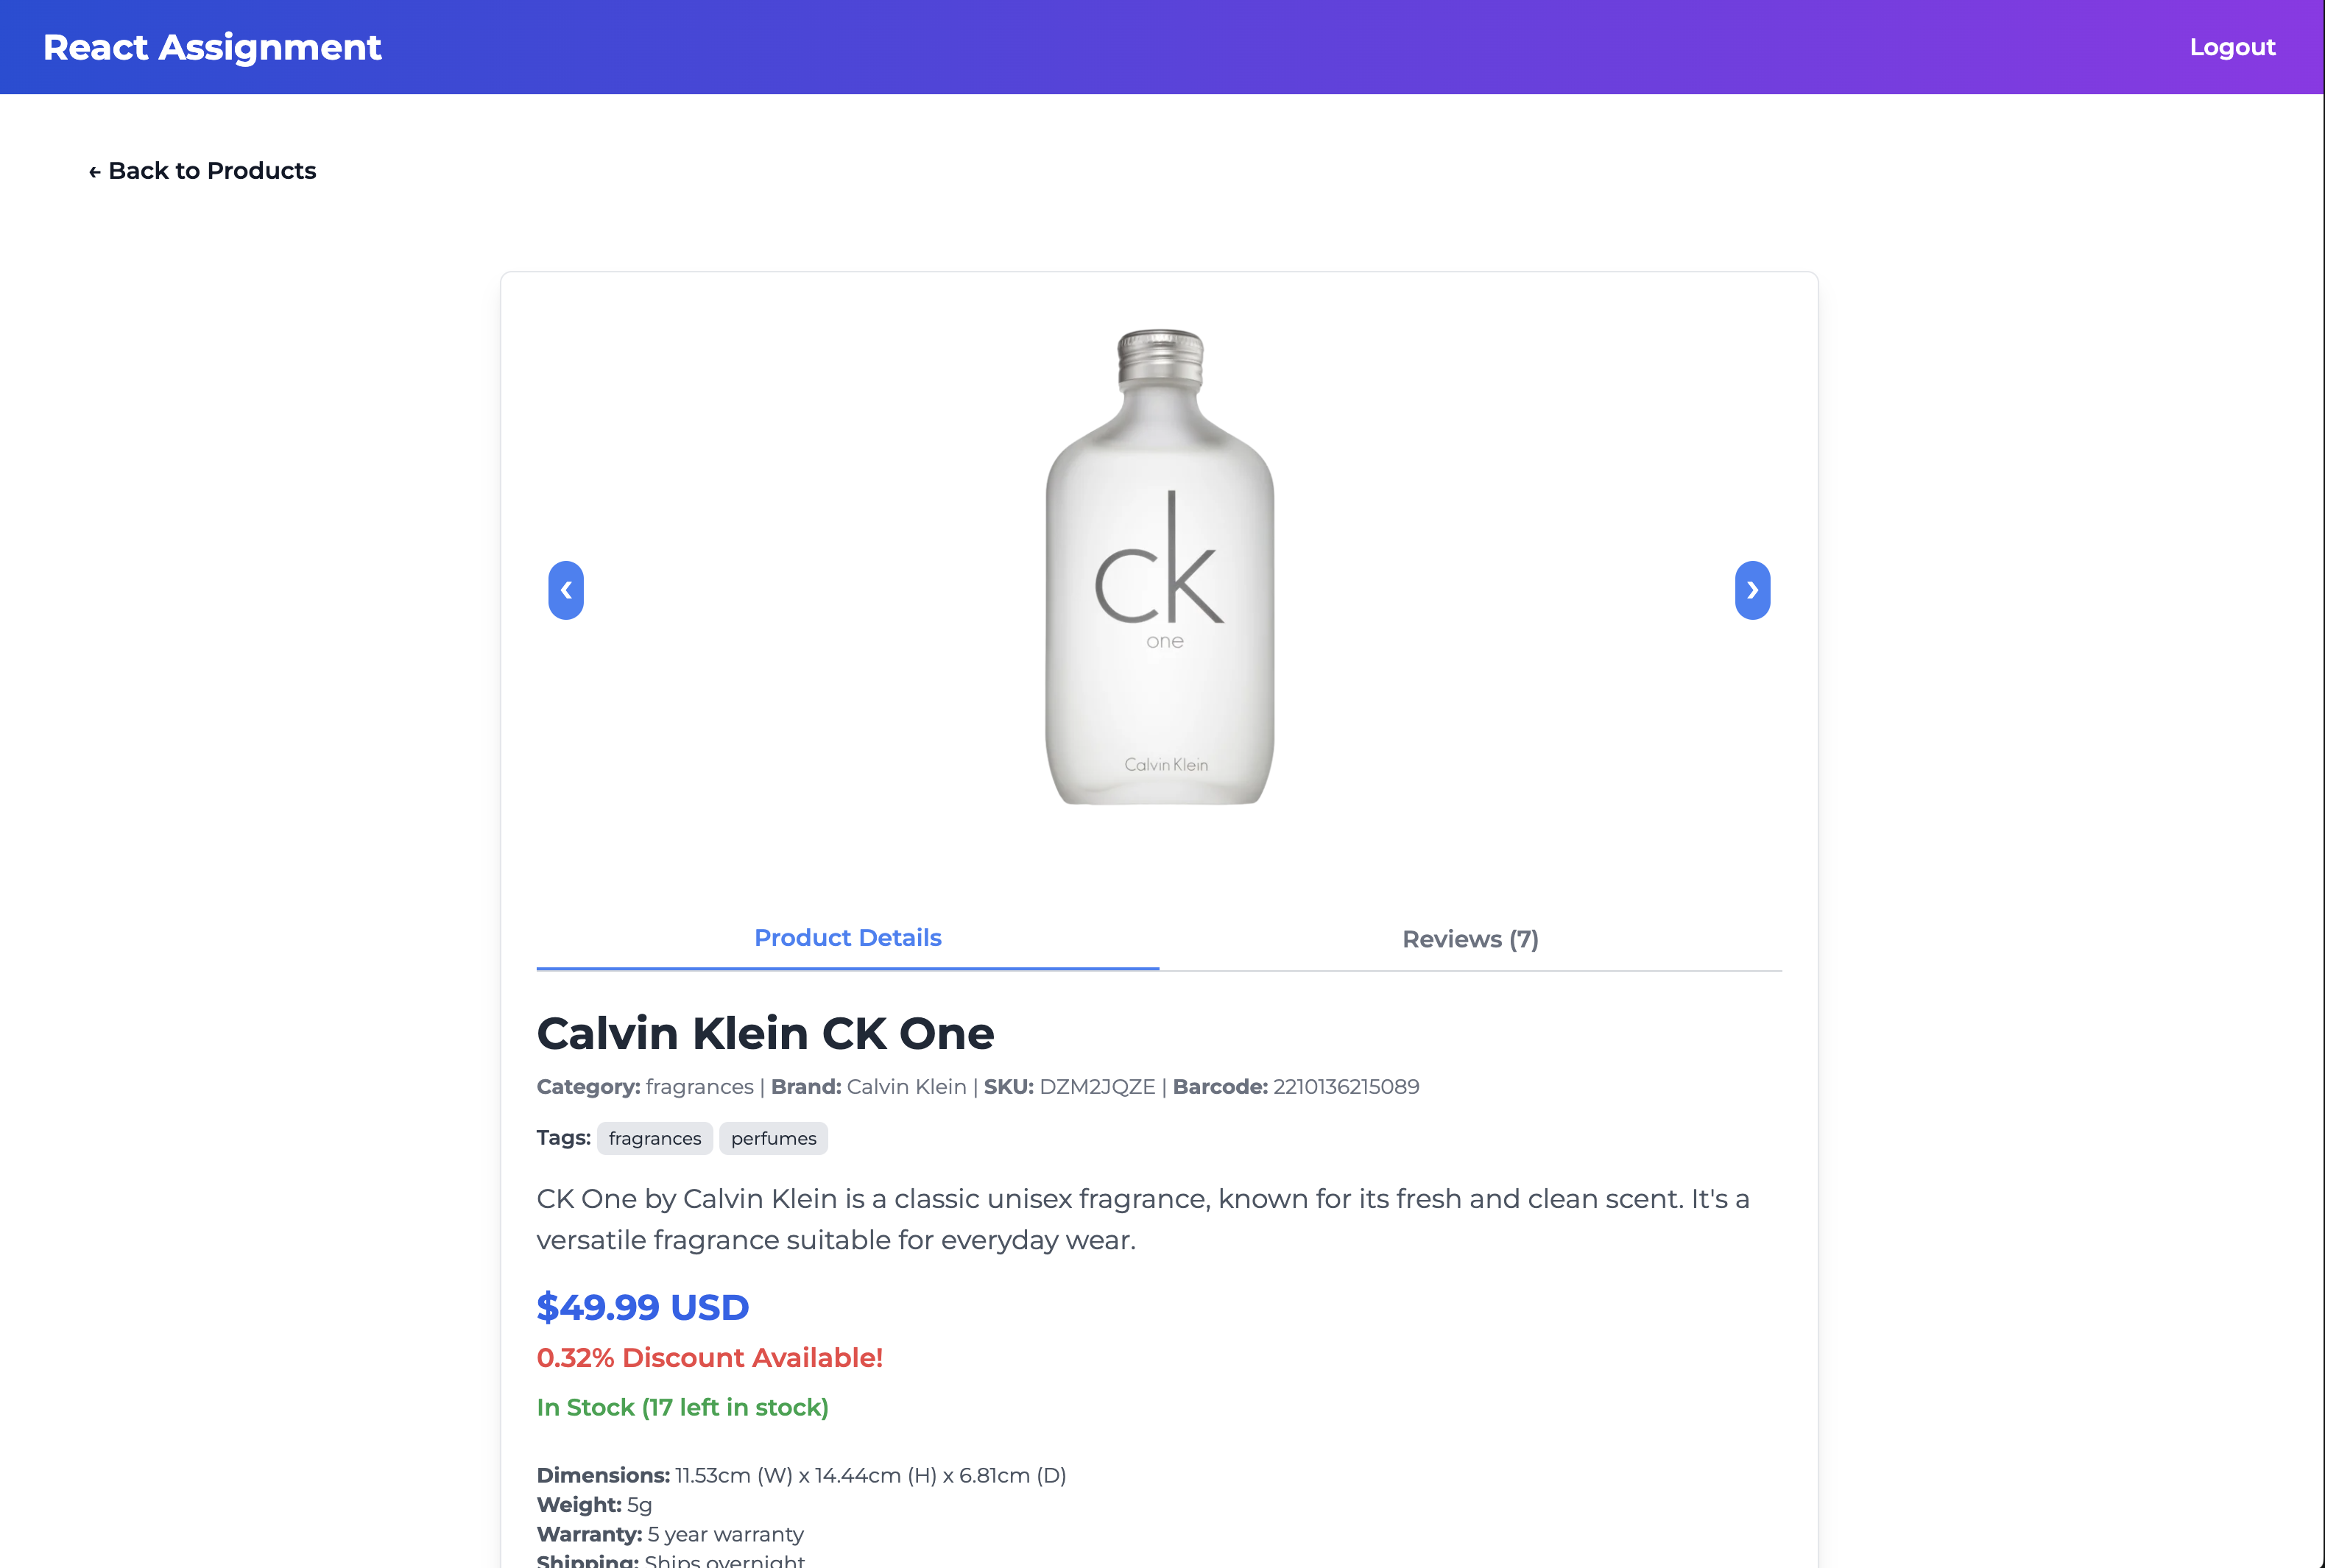 React Assignment
Logout
← Back to Products
ck
one
Calvin Klein
‹
›
Product Details
Reviews (7)
Calvin Klein CK One
Category: fragrances | Brand: Calvin Klein | SKU: DZM2JQZE | Barcode: 2210136215089
Tags: fragrances perfumes
CK One by Calvin Klein is a classic unisex fragrance, known for its fresh and clean scent. It's a
versatile fragrance suitable for everyday wear.
$49.99 USD
0.32% Discount Available!
In Stock (17 left in stock)
Dimensions: 11.53cm (W) x 14.44cm (H) x 6.81cm (D)
Weight: 5g
Warranty: 5 year warranty
Shipping: Ships overnight